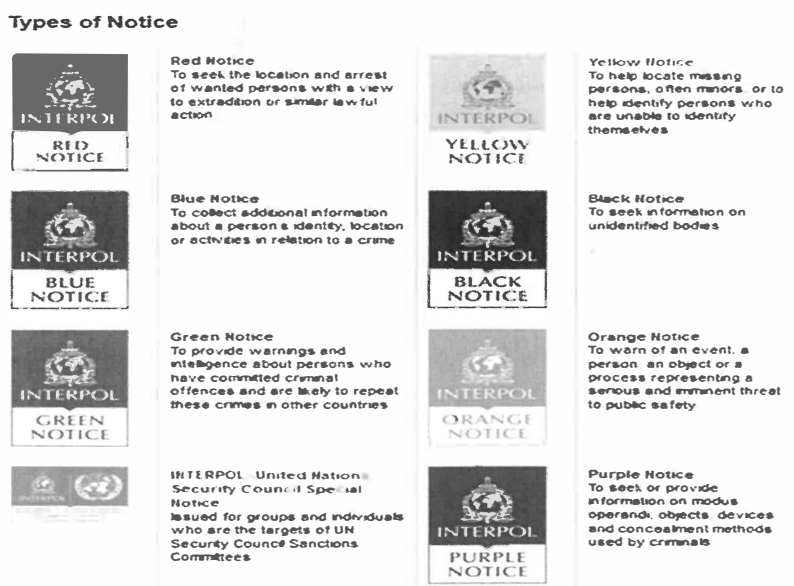 Types of Notice
INTERPOL
RED
NOTICE
Red Notice
To seek the location and arrest
of wanted persons with a view
to extradition or similar lawful
action
INTERPOL
YELLOW
NOTICE
Yellow Notice
To help locate missing
persons, often minors, or to
help identify persons who
are unable to identify
themselves
INTERPOL
BLUE
NOTICE
Blue Notice
To collect additional information
about a person's identity, location
or activities in relation to a crime
INTERPOL
BLACK
NOTICE
Black Notice
To seek information on
unidentified bodies
INTERPOL
GREEN
NOTICE
Green Notice
To provide warnings and
intelligence about persons who
have committed criminal
offences and are likely to repeat
these crimes in other countries
INTERPOL
ORANGE
NOTICE
Orange Notice
To warn of an event, a
person, an object or a
process representing a
serious and imminent threat
to public safety
INTERPOL
INTERPOL-United Nations
Security Council Special
Notice
Issued for groups and individuals
who are the targets of UN
Security Council Sanctions
Committees
INTERPOL
PURPLE
NOTICE
Purple Notice
To seek or provide
information on modus
operandi, objects, devices
and concealment methods
used by criminals